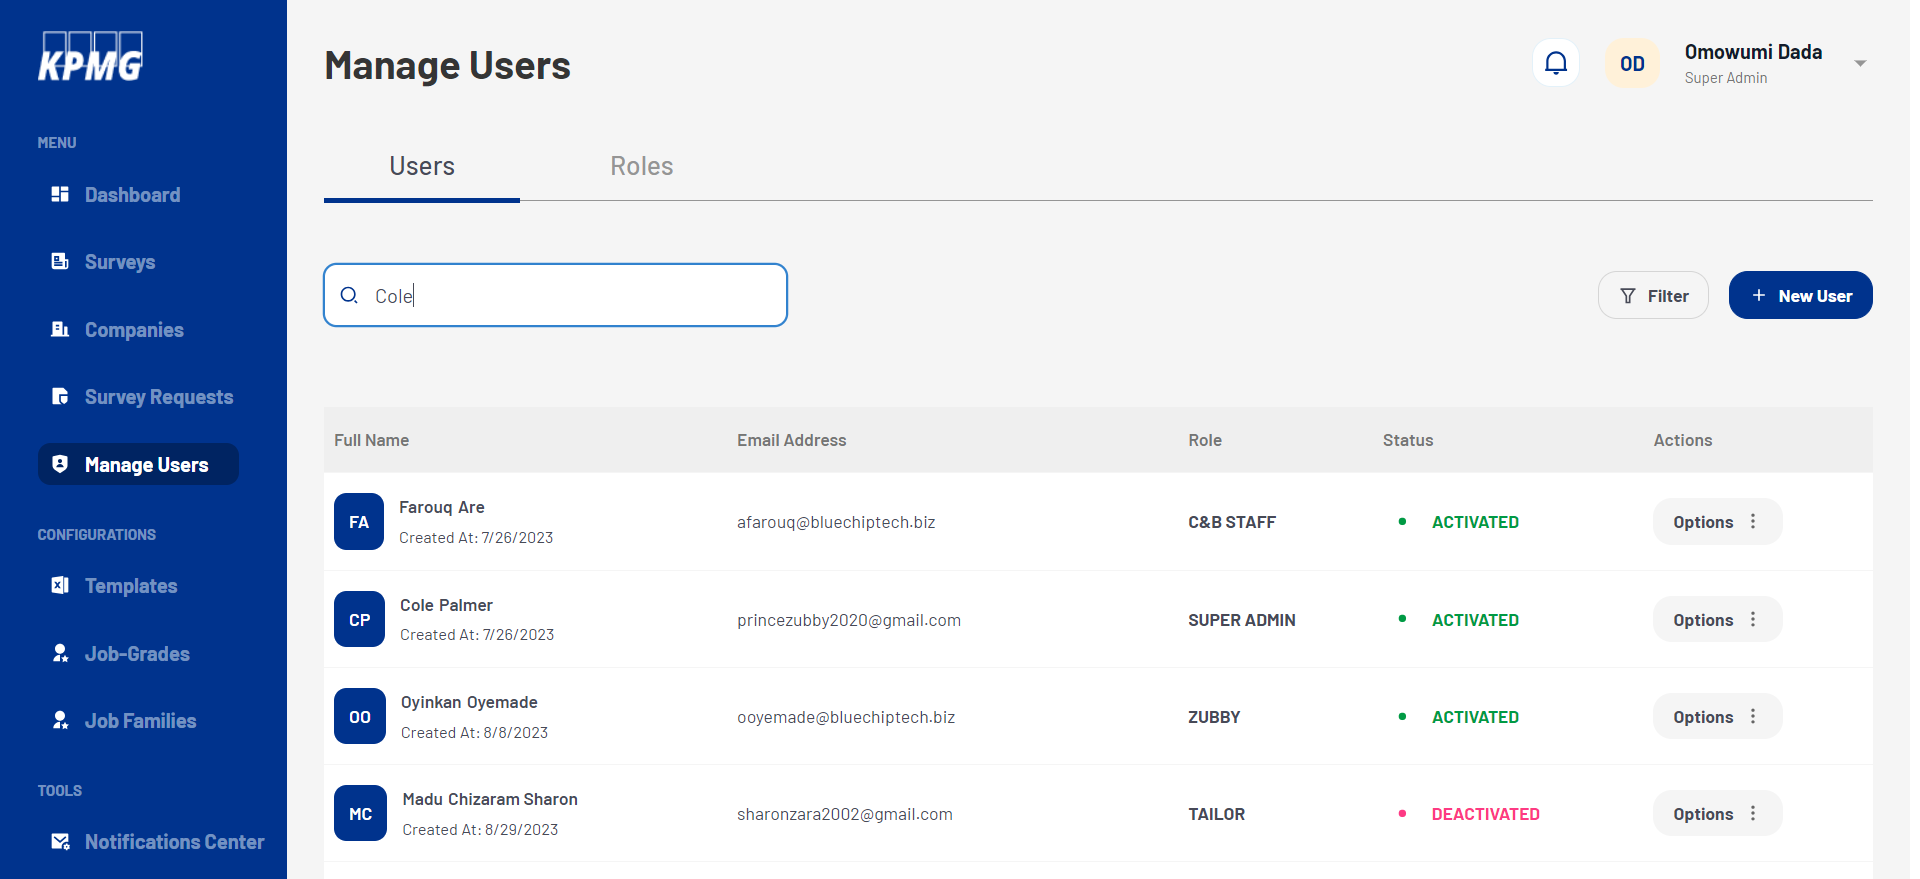 KPMG
MENU
Dashboard
Surveys
Companies
Survey Requests
Manage Users
CONFIGURATIONS
Templates
Job-Grades
Job Families
TOOLS
Notifications Center
Manage Users
OD
Omowumi Dada
Super Admin
Users
Roles
Cole
Filter
+ New User
Full Name Email Address Role Status Actions
FA
Farouq Are
Created At: 7/26/2023
afarouq@bluechiptech.biz
C&B STAFF
ACTIVATED
Options
CP
Cole Palmer
Created At: 7/26/2023
princezubby2020@gmail.com
SUPER ADMIN
ACTIVATED
Options
OO
Oyinkan Oyemade
Created At: 8/8/2023
ooyemade@bluechiptech.biz
ZUBBY
ACTIVATED
Options
MC
Madu Chizaram Sharon
Created At: 8/29/2023
sharonzara2002@gmail.com
TAILOR
DEACTIVATED
Options